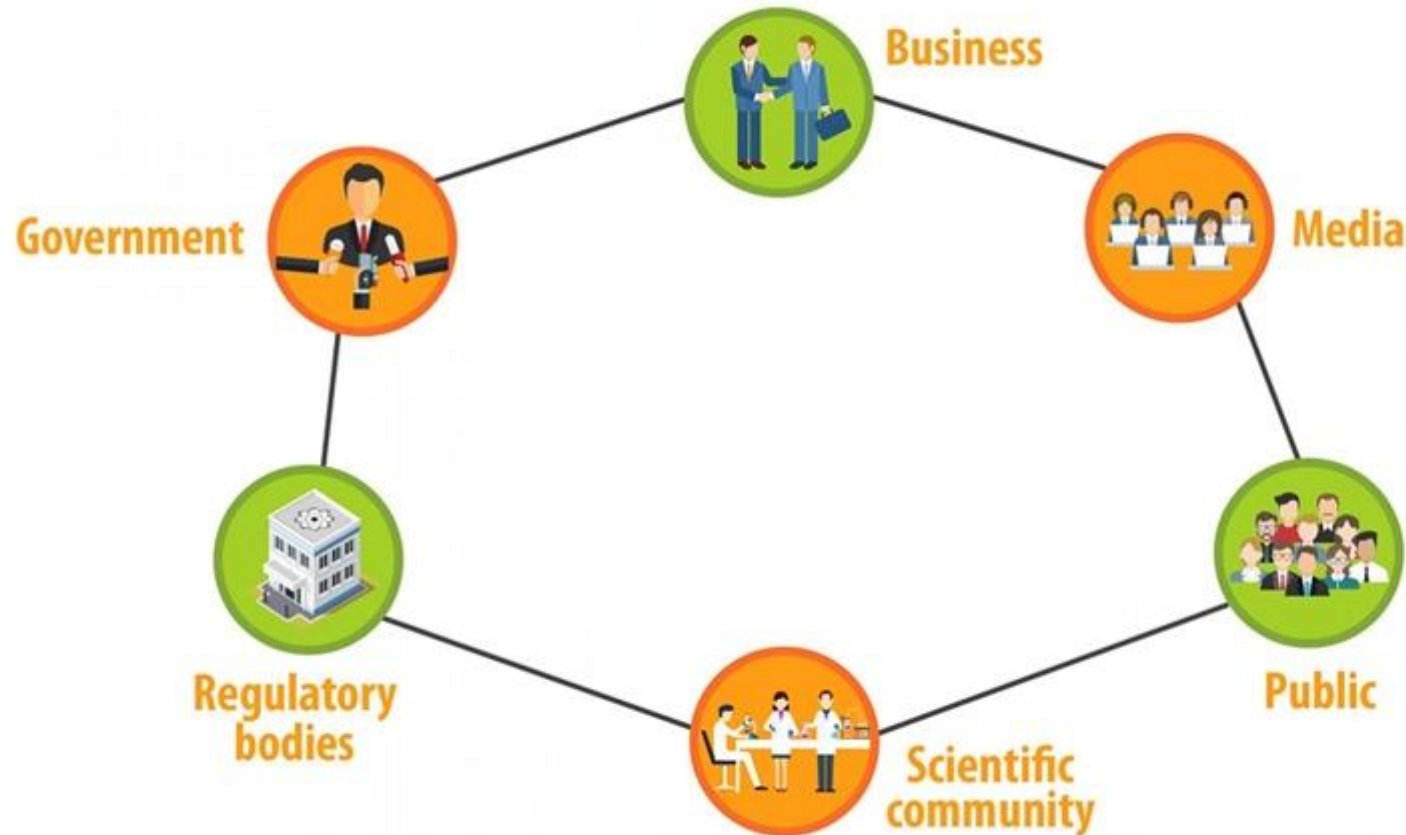 Business
Government
Media
Regulatory
bodies
Public
Scientific
community